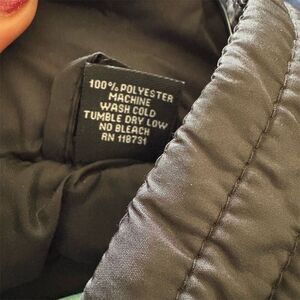 100% POLYESTER
MACHINE
WASH COLD
TUMBLE DRY LOW
NO BLEACH
RN 118731